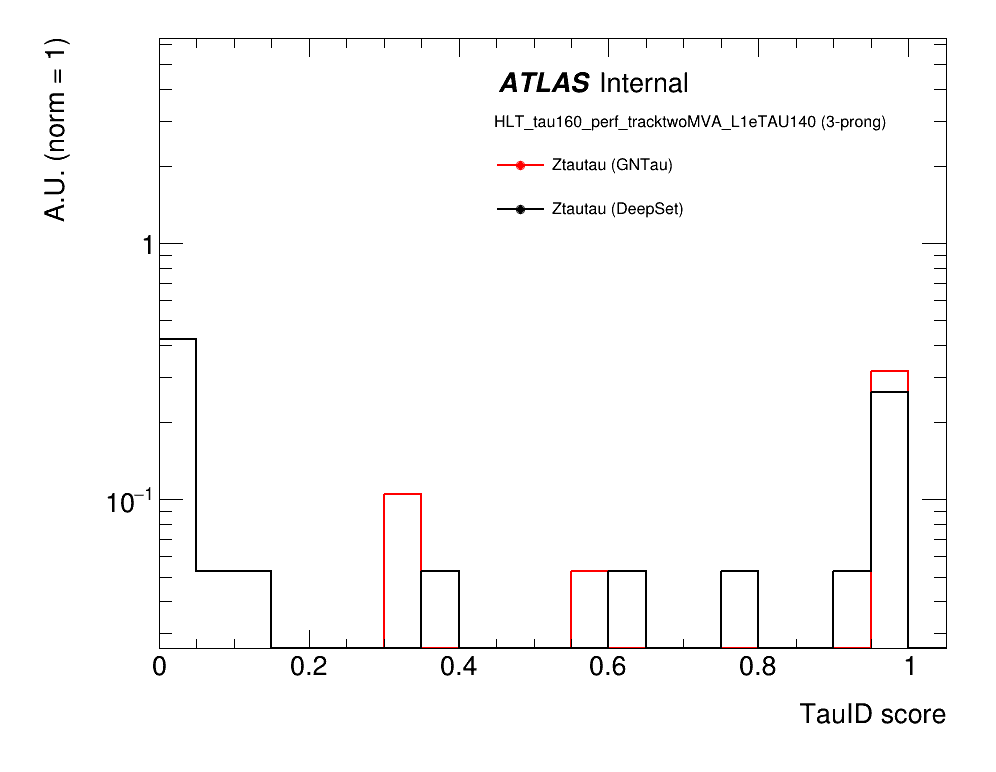 A.U. (norm = 1)
ATLAS Internal
HLT_tau160_perf_tracktwoMVA_L1eTAU140 (3-prong)
Ztautau (GNTau)
Ztautau (DeepSet)
1
10⁻¹
0 0.2 0.4 0.6 0.8 1
TauID score